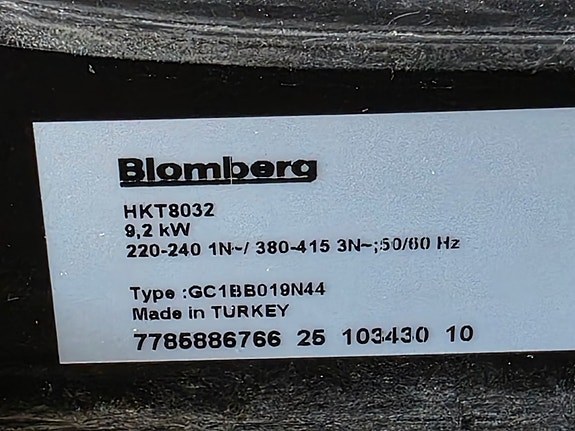 Blomberg
HKT8032
9,2 kW
220-240 1N~/ 380-415 3N~;50/60 Hz
Type :GC1BB019N44
Made in TURKEY
7785886766 25 103430 10